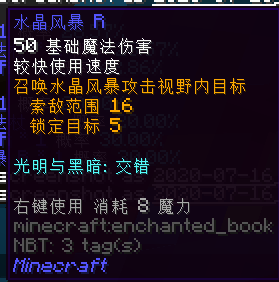 水晶风暴 R
50 基础魔法伤害
较快使用速度
召唤水晶风暴攻击视野内目标
索敌范围 16
锁定目标 5
光明与黑暗: 交错
右键使用 消耗 8 魔力
minecraft:enchanted_book
NBT: 3 tag(s)
Minecraft